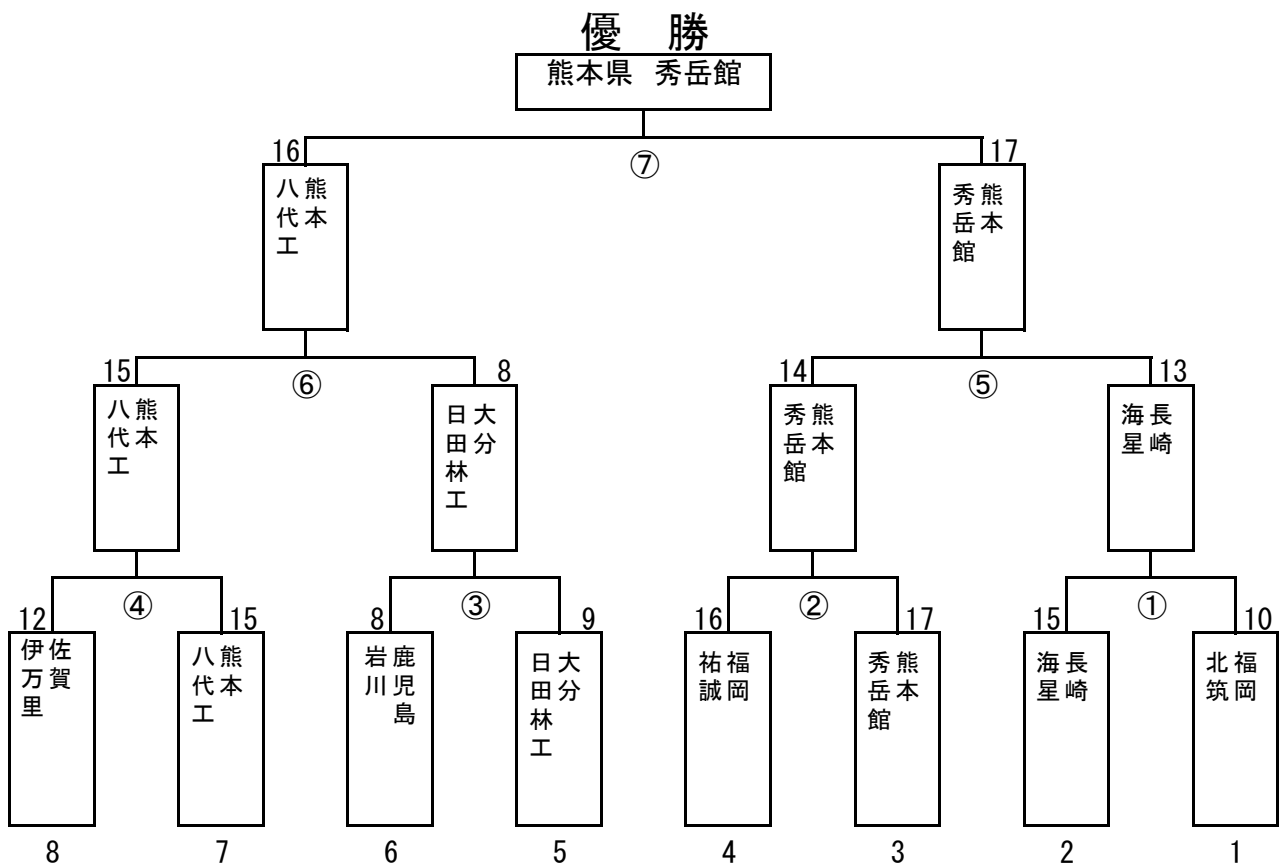 優　勝
熊本県　秀岳館
16
⑦
17
熊本
八代工
熊本
秀岳館
15
⑥
8
14
⑤
13
熊本
八代工
大分
日田林工
熊本
秀岳館
長崎
海星
12
④
15
8
③
9
16
②
17
15
①
10
佐賀
伊万里
熊本
八代工
鹿児島
岩川
大分
日田林工
福岡
祐誠
熊本
秀岳館
長崎
海星
福岡
北筑
8
7
6
5
4
3
2
1